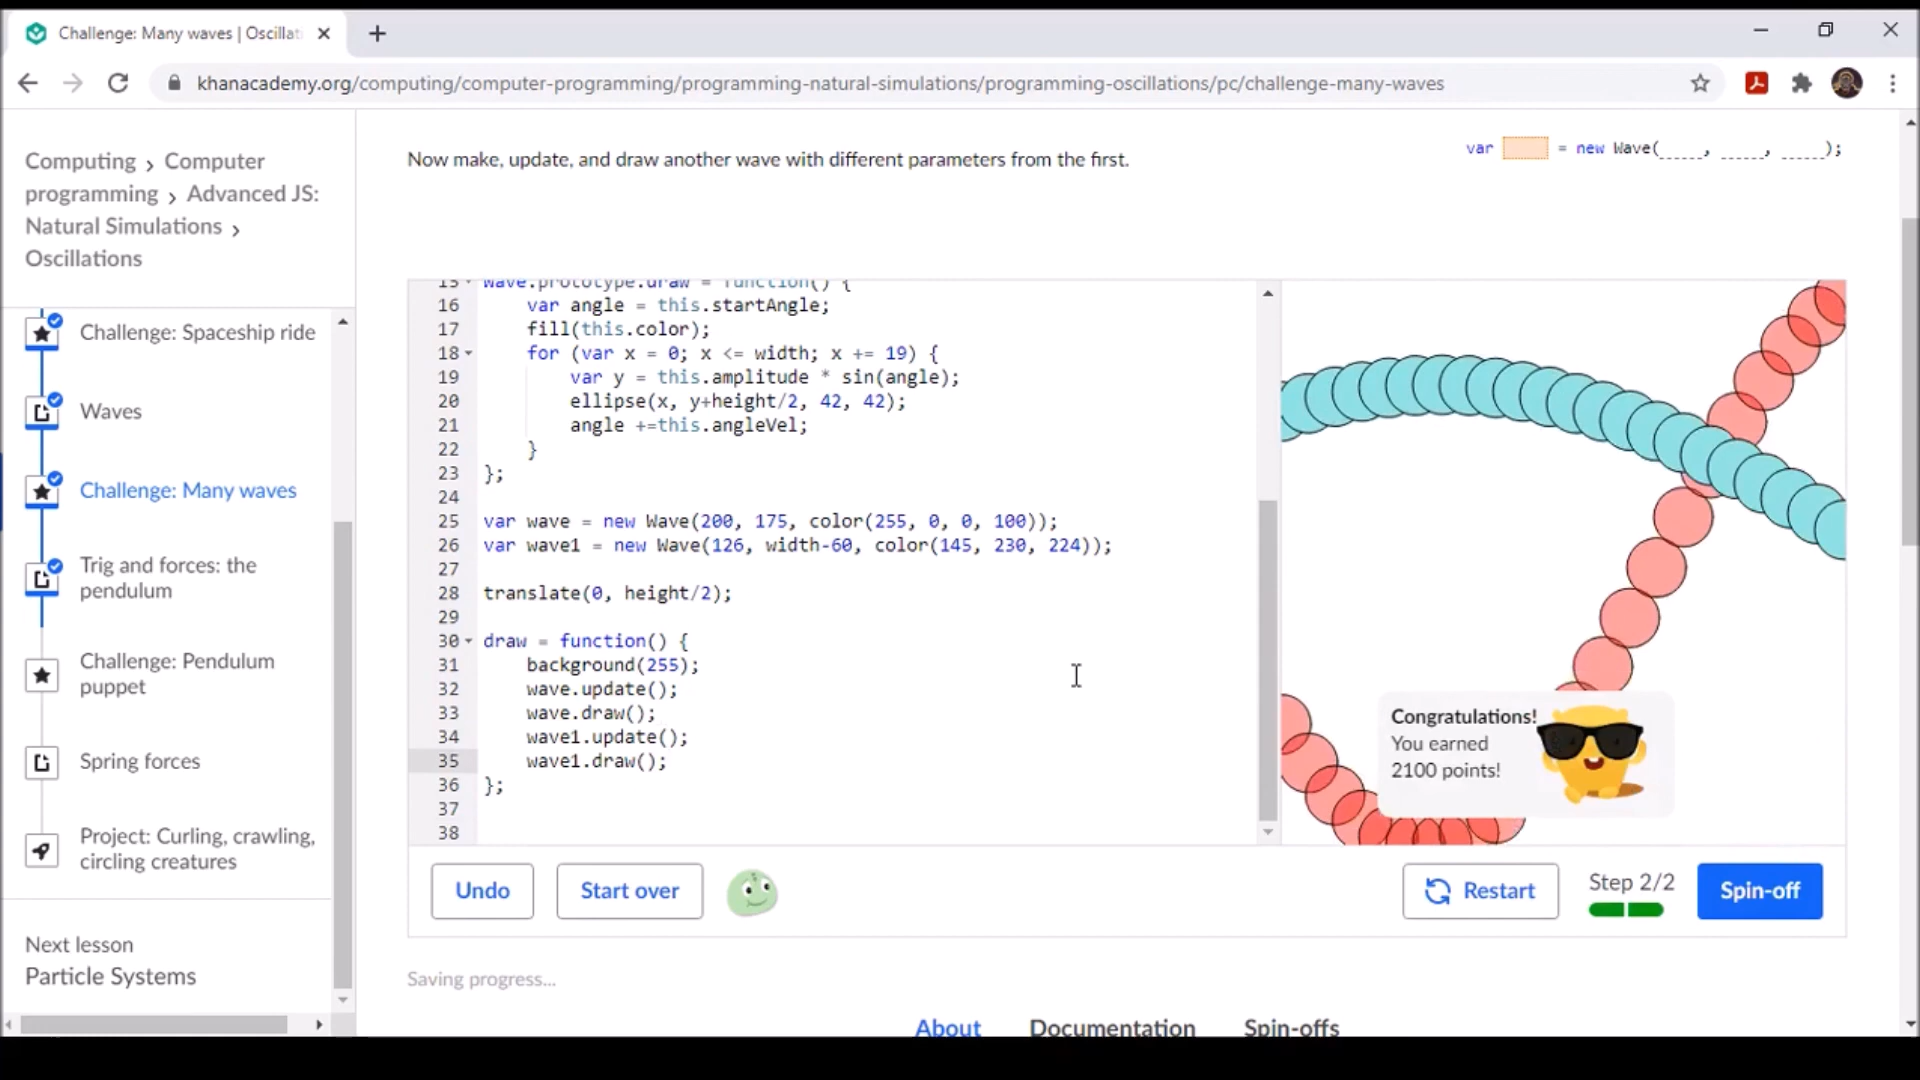 Challenge: Many waves | Oscillat
khanacademy.org/computing/computer-programming/programming-natural-simulations/programming-oscillations/pc/challenge-many-waves
Computing > Computer
programming > Advanced JS:
Natural Simulations >
Oscillations
Challenge: Spaceship ride
Waves
Challenge: Many waves
Trig and forces: the
pendulum
Challenge: Pendulum
puppet
Spring forces
Project: Curling, crawling,
circling creatures
Next lesson
Particle Systems
Now make, update, and draw another wave with different parameters from the first.
var = new Wave(_____, _____, _____);
15 Wave.prototype.draw = function() {
16 var angle = this.startAngle;
17 fill(this.color);
18 for (var x = 0; x <= width; x += 19) {
19 var y = this.amplitude * sin(angle);
20 ellipse(x, y+height/2, 42, 42);
21 angle +=this.angleVel;
22 }
23 };
24
25 var wave = new Wave(200, 175, color(255, 0, 0, 100));
26 var wave1 = new Wave(126, width-60, color(145, 230, 224));
27
28 translate(0, height/2);
29
30 draw = function() {
31 background(255);
32 wave.update();
33 wave.draw();
34 wave1.update();
35 wave1.draw();
36 };
37
38
Congratulations!
You earned
2100 points!
Undo
Start over
Restart
Step 2/2
Spin-off
Saving progress...
About Documentation Spin-offs